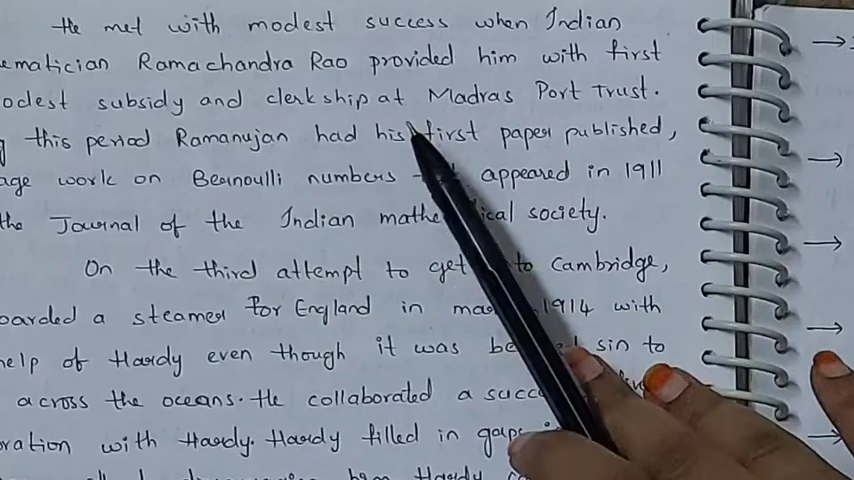 He met with modest success when Indian
ematician Ramachandra Rao provided him with first
odest subsidy and clerkship at Madras Port Trust.
g this period Ramanujan had his first paper published,
age work on Bernoulli numbers appeared in 1911
the Journal of the Indian mathe ical society.
On the third attempt to get to Cambridge,
oarded a steamer for England in 1914 with
help of Hardy even though it was sin to
across the oceans. He collaborated a
oration with Hardy. Hardy filled in gaps
him Hardy